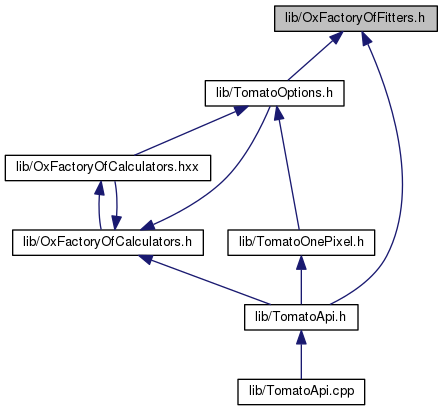 lib/OxFactoryOfFitters.h
lib/TomatoOptions.h
lib/OxFactoryOfCalculators.hxx
lib/OxFactoryOfCalculators.h
lib/TomatoOnePixel.h
lib/TomatoApi.h
lib/TomatoApi.cpp